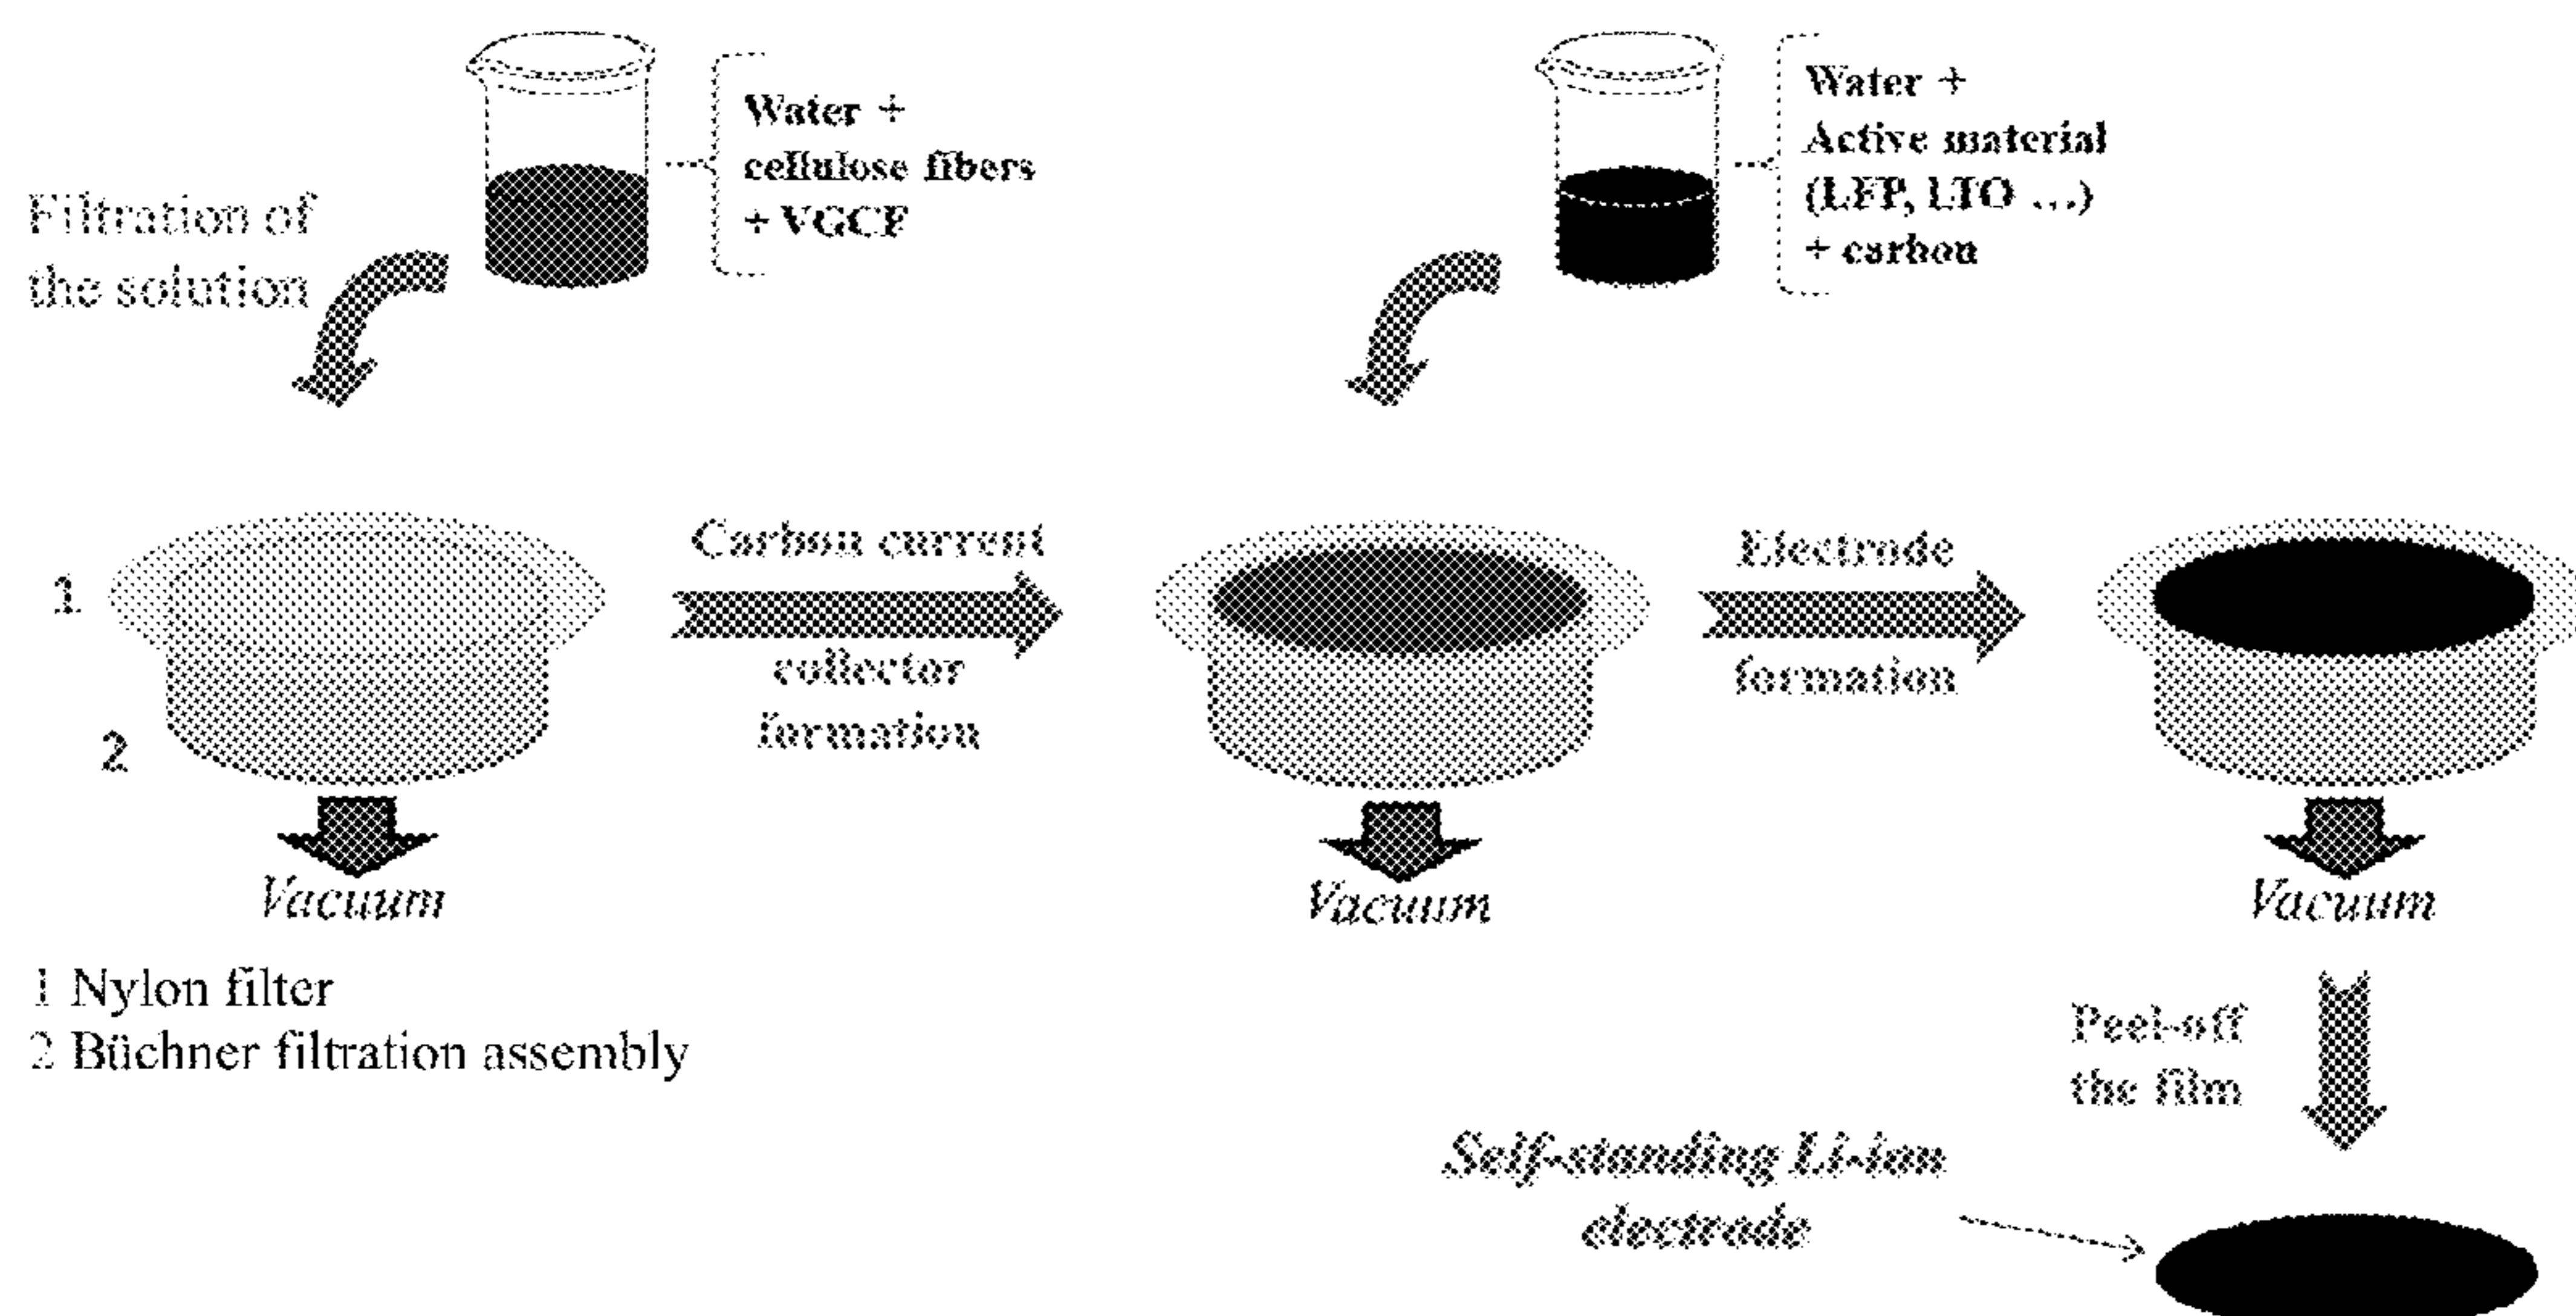 Water +
cellulose fibers
+ VGCF
Water +
Active material
(LFP, LTO ...)
+ carbon
Filtration of
the solution
1
2
Carbon current
collector
formation
Electrode
formation
Vacuum
Vacuum
Vacuum
1 Nylon filter
2 Büchner filtration assembly
Peel-off
the film
Self-standing Li-ion
electrode